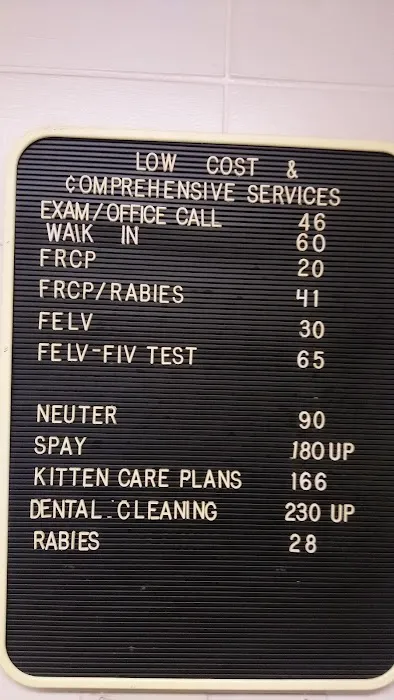 LOW COST &
COMPREHENSIVE SERVICES
EXAM/OFFICE CALL 46
WALK IN 60
FRCP 20
FRCP/RABIES 41
FELV 30
FELV-FIV TEST 65
NEUTER 90
SPAY 180 UP
KITTEN CARE PLANS 166
DENTAL CLEANING 230 UP
RABIES 28